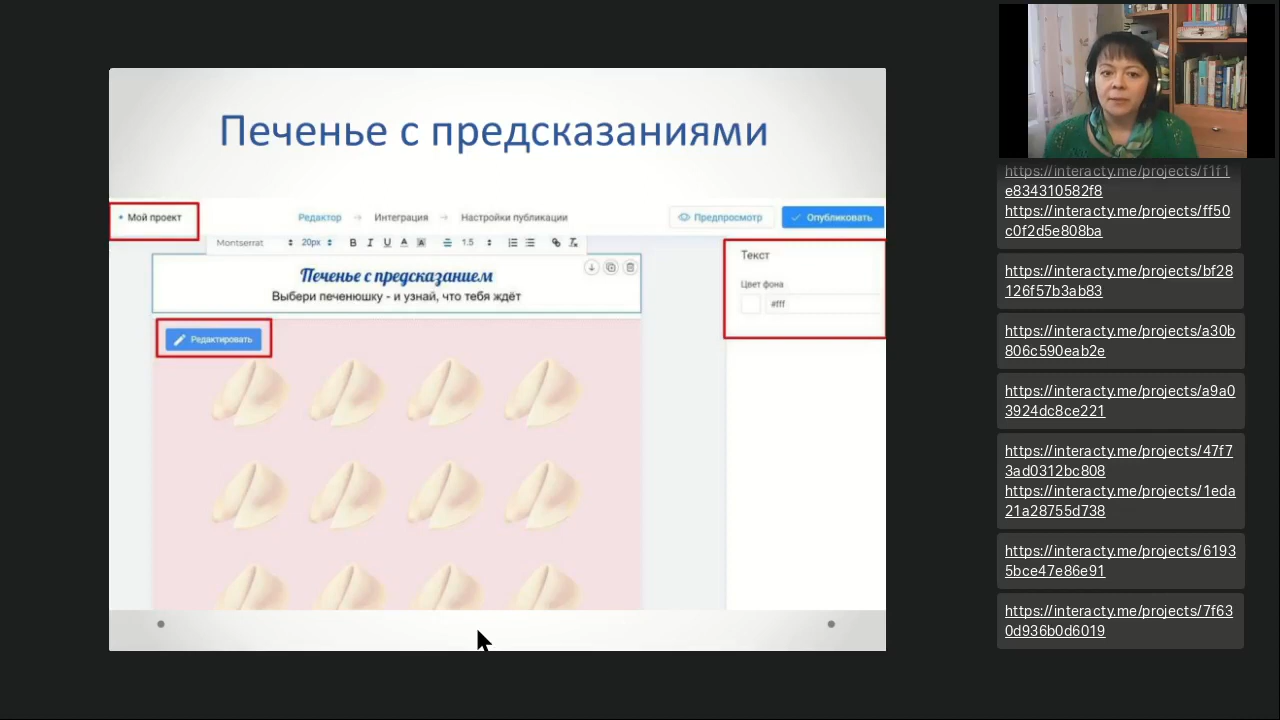 Печенье с предсказаниями
Мой проект
Редактор → Интеграция → Настройки публикации
Предпросмотр
Опубликовать
Montserrat 20px B I U A A 1.5
Печенье с предсказанием
Выбери печенюшку - и узнай, что тебя ждёт
Текст
Цвет фона
#fff
Редактировать
https://interacty.me/projects/f1f1
e834310582f8
https://interacty.me/projects/ff50
c0f2d5e808ba
https://interacty.me/projects/bf28
126f57b3ab83
https://interacty.me/projects/a30b
806c590eab2e
https://interacty.me/projects/a9a0
3924dc8ce221
https://interacty.me/projects/47f7
3ad0312bc808
https://interacty.me/projects/1eda
21a28755d738
https://interacty.me/projects/6193
5bce47e86e91
https://interacty.me/projects/7f63
0d936b0d6019